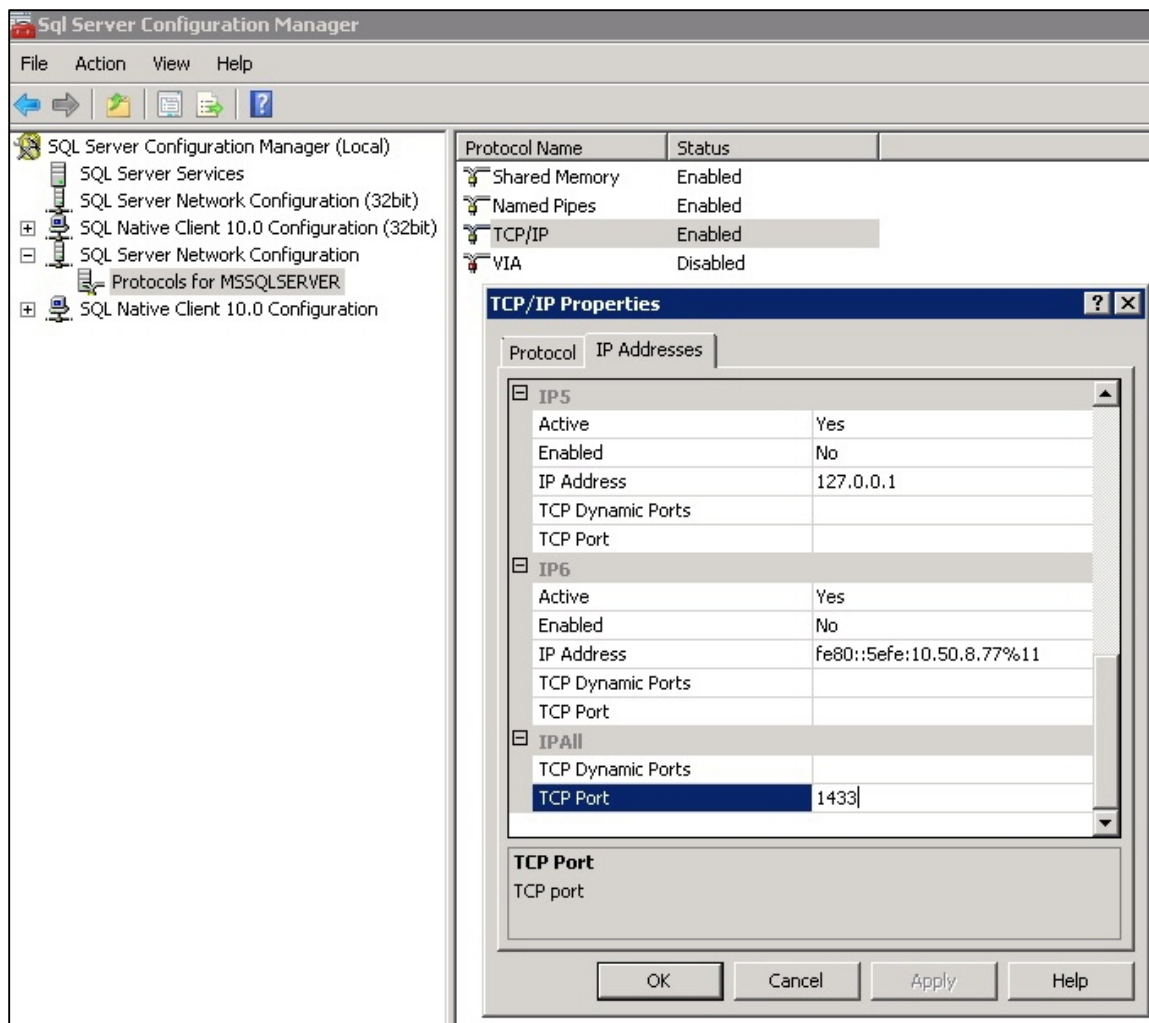 Sql Server Configuration Manager
File Action View Help
SQL Server Configuration Manager (Local)
SQL Server Services
SQL Server Network Configuration (32bit)
SQL Native Client 10.0 Configuration (32bit)
SQL Server Network Configuration
Protocols for MSSQLSERVER
SQL Native Client 10.0 Configuration
Protocol Name Status
Shared Memory Enabled
Named Pipes Enabled
TCP/IP Enabled
VIA Disabled
TCP/IP Properties
Protocol IP Addresses
IP5
Active Yes
Enabled No
IP Address 127.0.0.1
TCP Dynamic Ports
TCP Port
IP6
Active Yes
Enabled No
IP Address fe80::5efe:10.50.8.77%11
TCP Dynamic Ports
TCP Port
IPAll
TCP Dynamic Ports
TCP Port 1433
TCP Port
TCP port
OK Cancel Apply Help